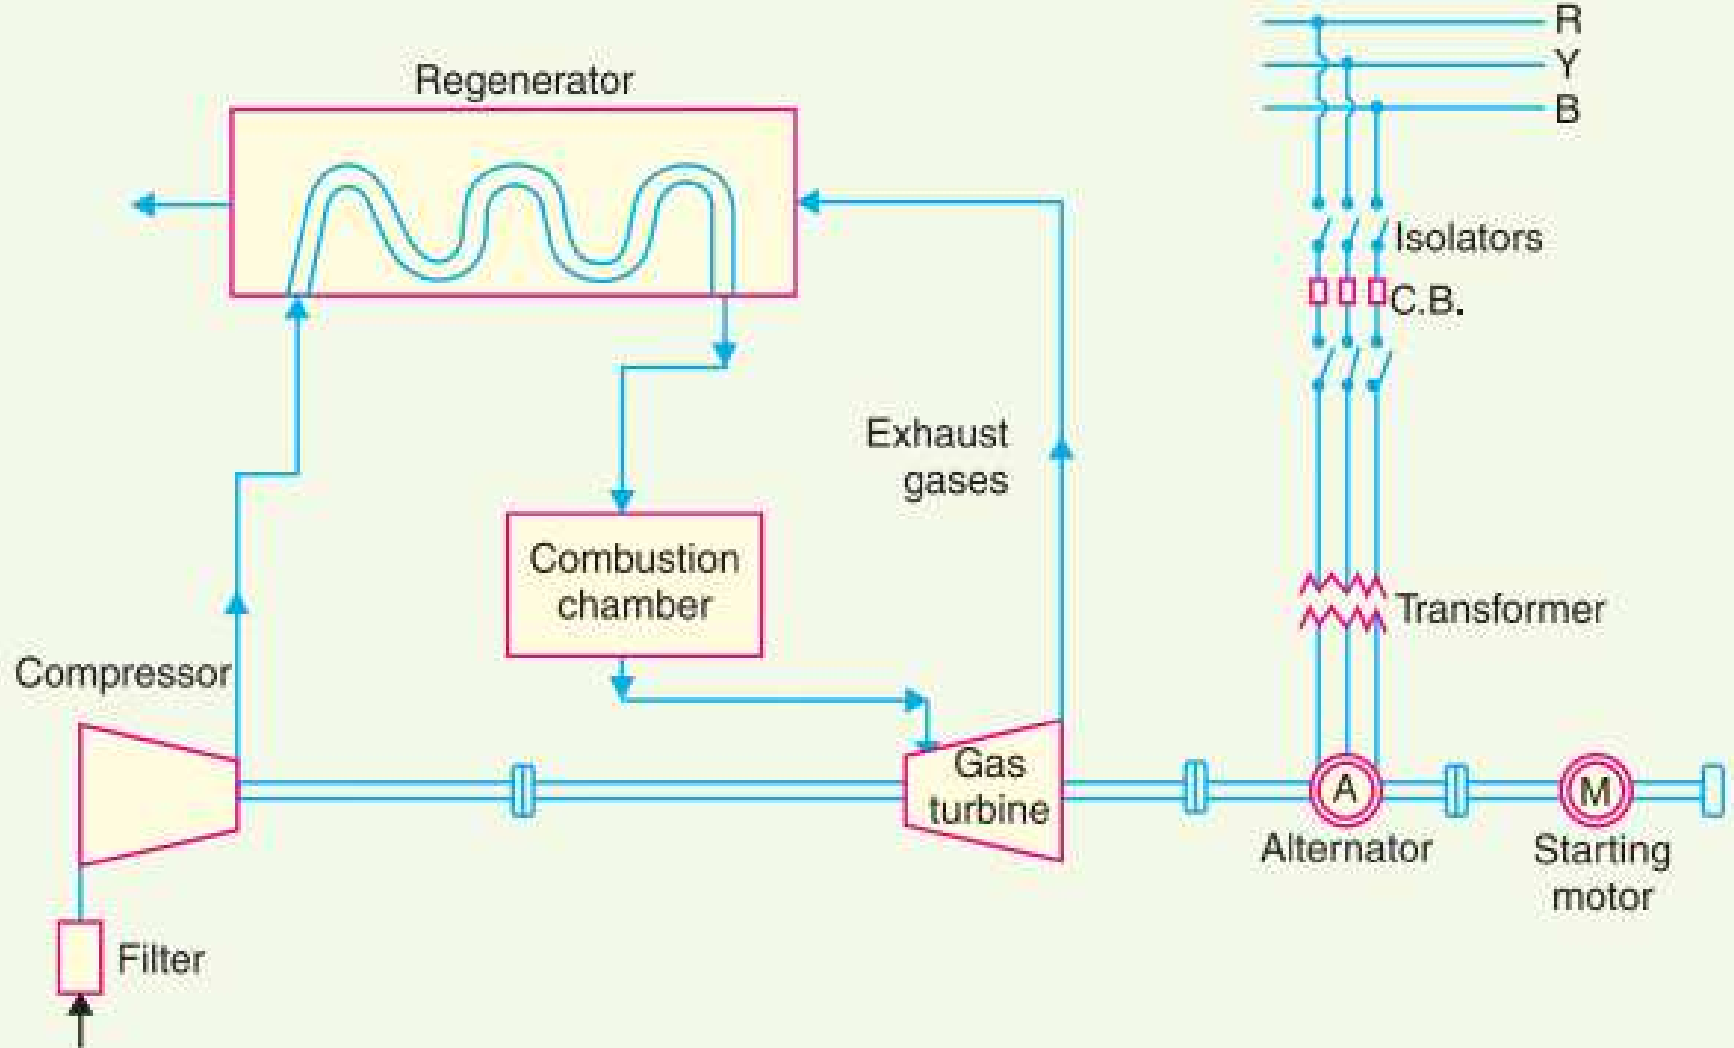 R
Y
B
Regenerator
Isolators
C.B.
Exhaust
gases
Combustion
chamber
Transformer
Compressor
Gas
turbine
A
M
Alternator
Starting
motor
Filter